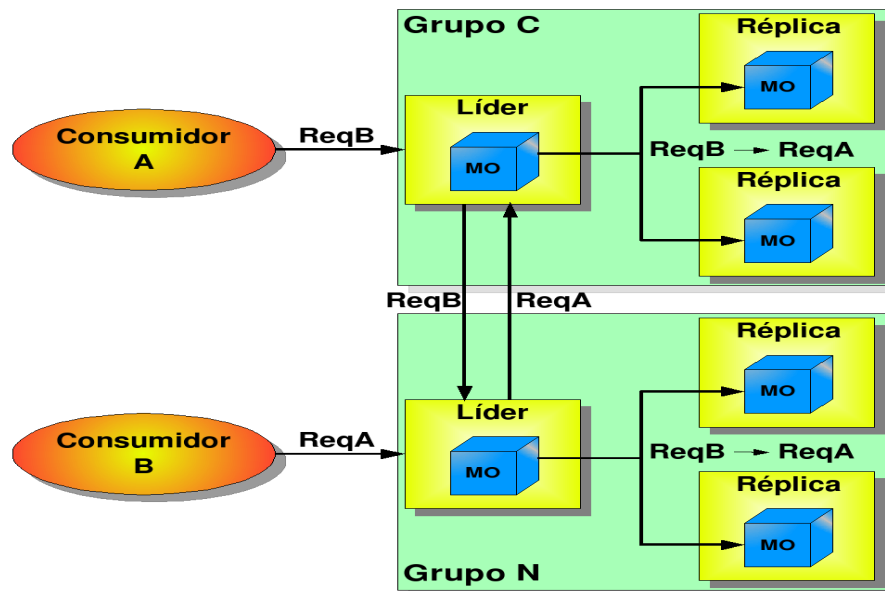 Grupo C
Réplica
MO
Líder
MO
Consumidor
A
ReqB
ReqB → ReqA
Réplica
MO
ReqB
ReqA
Réplica
MO
Líder
MO
Consumidor
B
ReqA
ReqB → ReqA
Réplica
MO
Grupo N